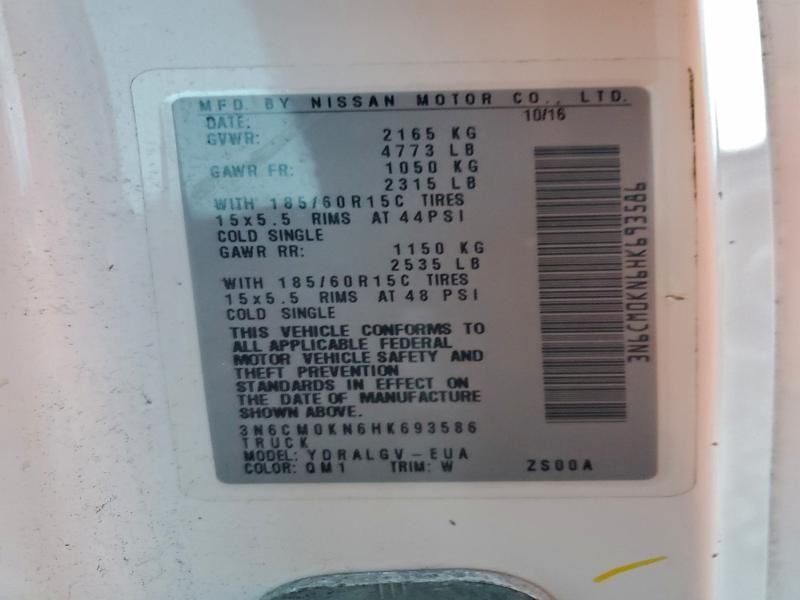 MFD. BY NISSAN MOTOR CO., LTD.
DATE: 10/16
GVWR: 2165 KG
4773 LB
GAWR FR: 1050 KG
2315 LB
WITH 185/60R15C TIRES
15x5.5 RIMS AT 44PSI
COLD SINGLE
GAWR RR: 1150 KG
2535 LB
WITH 185/60R15C TIRES
15x5.5 RIMS AT 48 PSI
COLD SINGLE
THIS VEHICLE CONFORMS TO
ALL APPLICABLE FEDERAL
MOTOR VEHICLE SAFETY AND
THEFT PREVENTION
STANDARDS IN EFFECT ON
THE DATE OF MANUFACTURE
SHOWN ABOVE.
3N6CM0KN6HK693586
TRUCK
MODEL: YDRALGV-EUA
COLOR: QM1 TRIM: W ZS00A
3N6CM0KN6HK693586